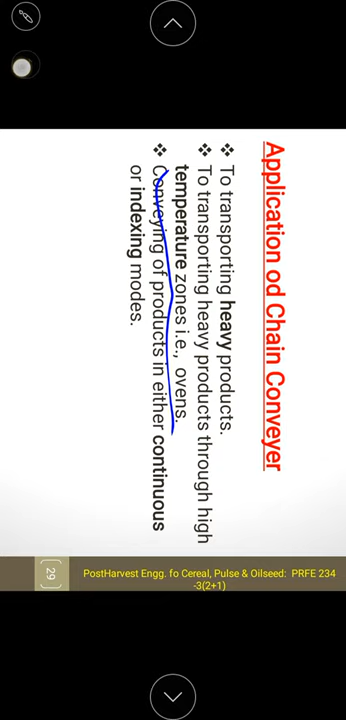 Application od Chain Conveyer
❖ To transporting heavy products.
❖ To transporting heavy products through high
temperature zones i.e., ovens.
❖ Conveying of products in either continuous
or indexing modes.
PostHarvest Engg. fo Cereal, Pulse & Oilseed: PRFE 234
-3(2+1)
29